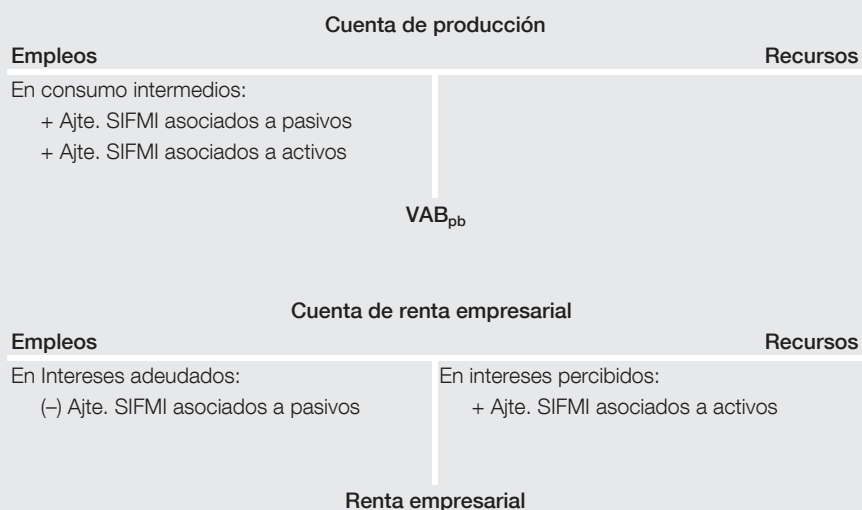 Cuenta de producción
Empleos Recursos
En consumo intermedios:
+ Ajte. SIFMI asociados a pasivos
+ Ajte. SIFMI asociados a activos
VABpb
Cuenta de renta empresarial
Empleos Recursos
En Intereses adeudados:
(–) Ajte. SIFMI asociados a pasivos
En intereses percibidos:
+ Ajte. SIFMI asociados a activos
Renta empresarial